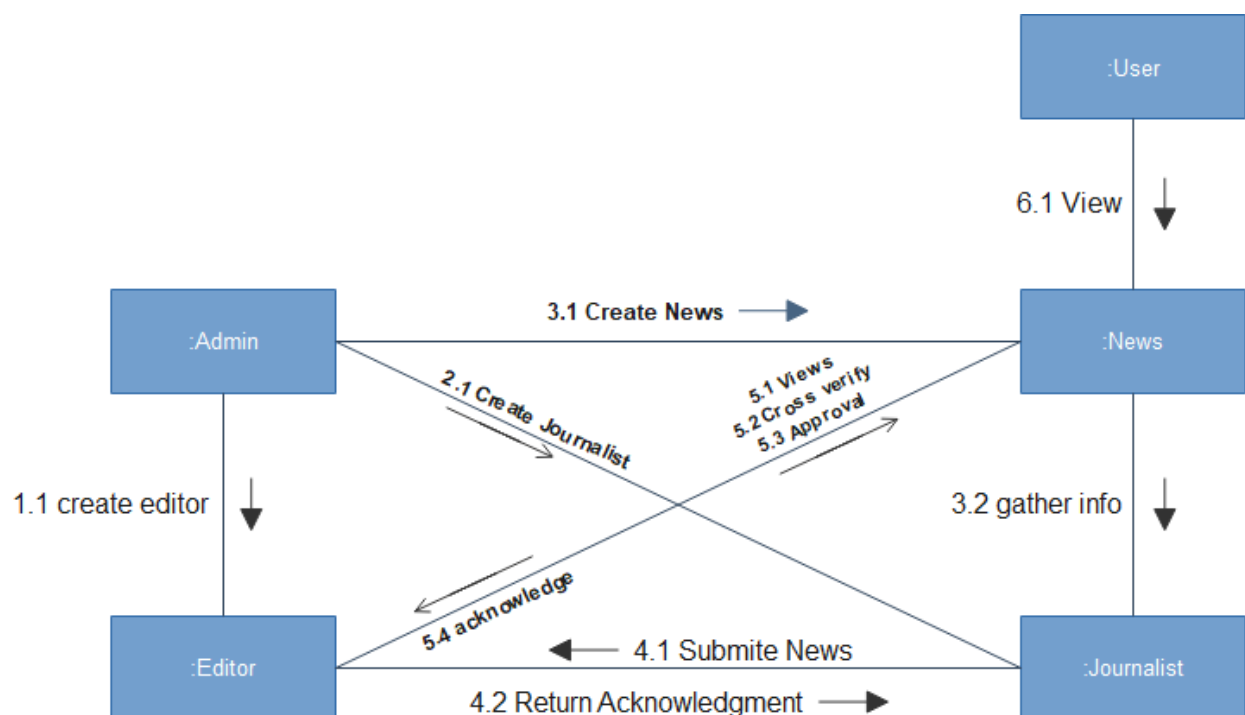 :User
6.1 View
3.1 Create News
:Admin
:News
2.1 Create Journalist
5.1 Views
5.2 Cross verify
5.3 Approval
1.1 create editor
3.2 gather info
5.4 acknowledge
4.1 Submite News
:Editor
:Journalist
4.2 Return Acknowledgment